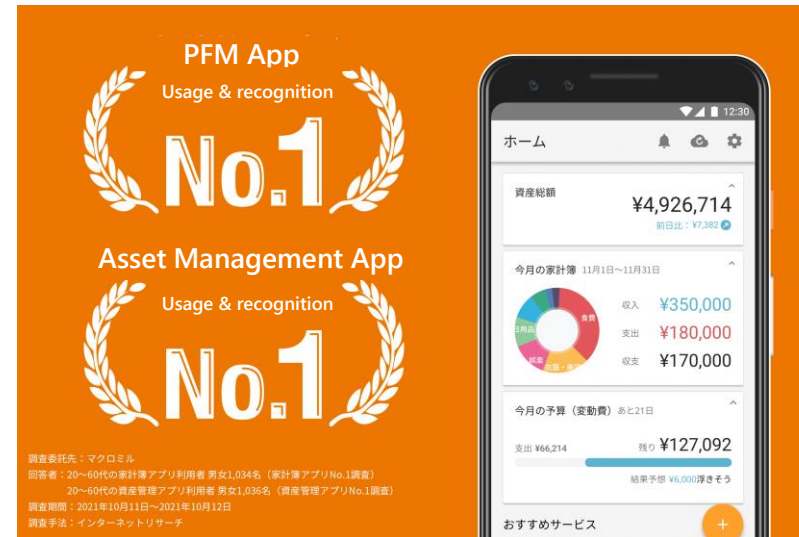 PFM App
Usage & recognition
No.1
Asset Management App
Usage & recognition
No.1
調査委託先：マクロミル
回答者：20〜60代の家計簿アプリ利用者 男女1,034名（家計簿アプリNo.1調査）
20〜60代の資産管理アプリ利用者 男女1,036名（資産管理アプリNo.1調査）
調査期間：2021年10月11日〜2021年10月12日
調査手法：インターネットリサーチ
12:30
ホーム
資産総額
¥4,926,714
前日比：¥7,382
今月の家計簿 11月1日〜11月31日
収入 ¥350,000
食費
日用品
支出 ¥180,000
収支 ¥170,000
今月の予算（変動費） あと21日
支出 ¥66,214 残り ¥127,092
結果予想 ¥6,000浮きそう
おすすめサービス
+